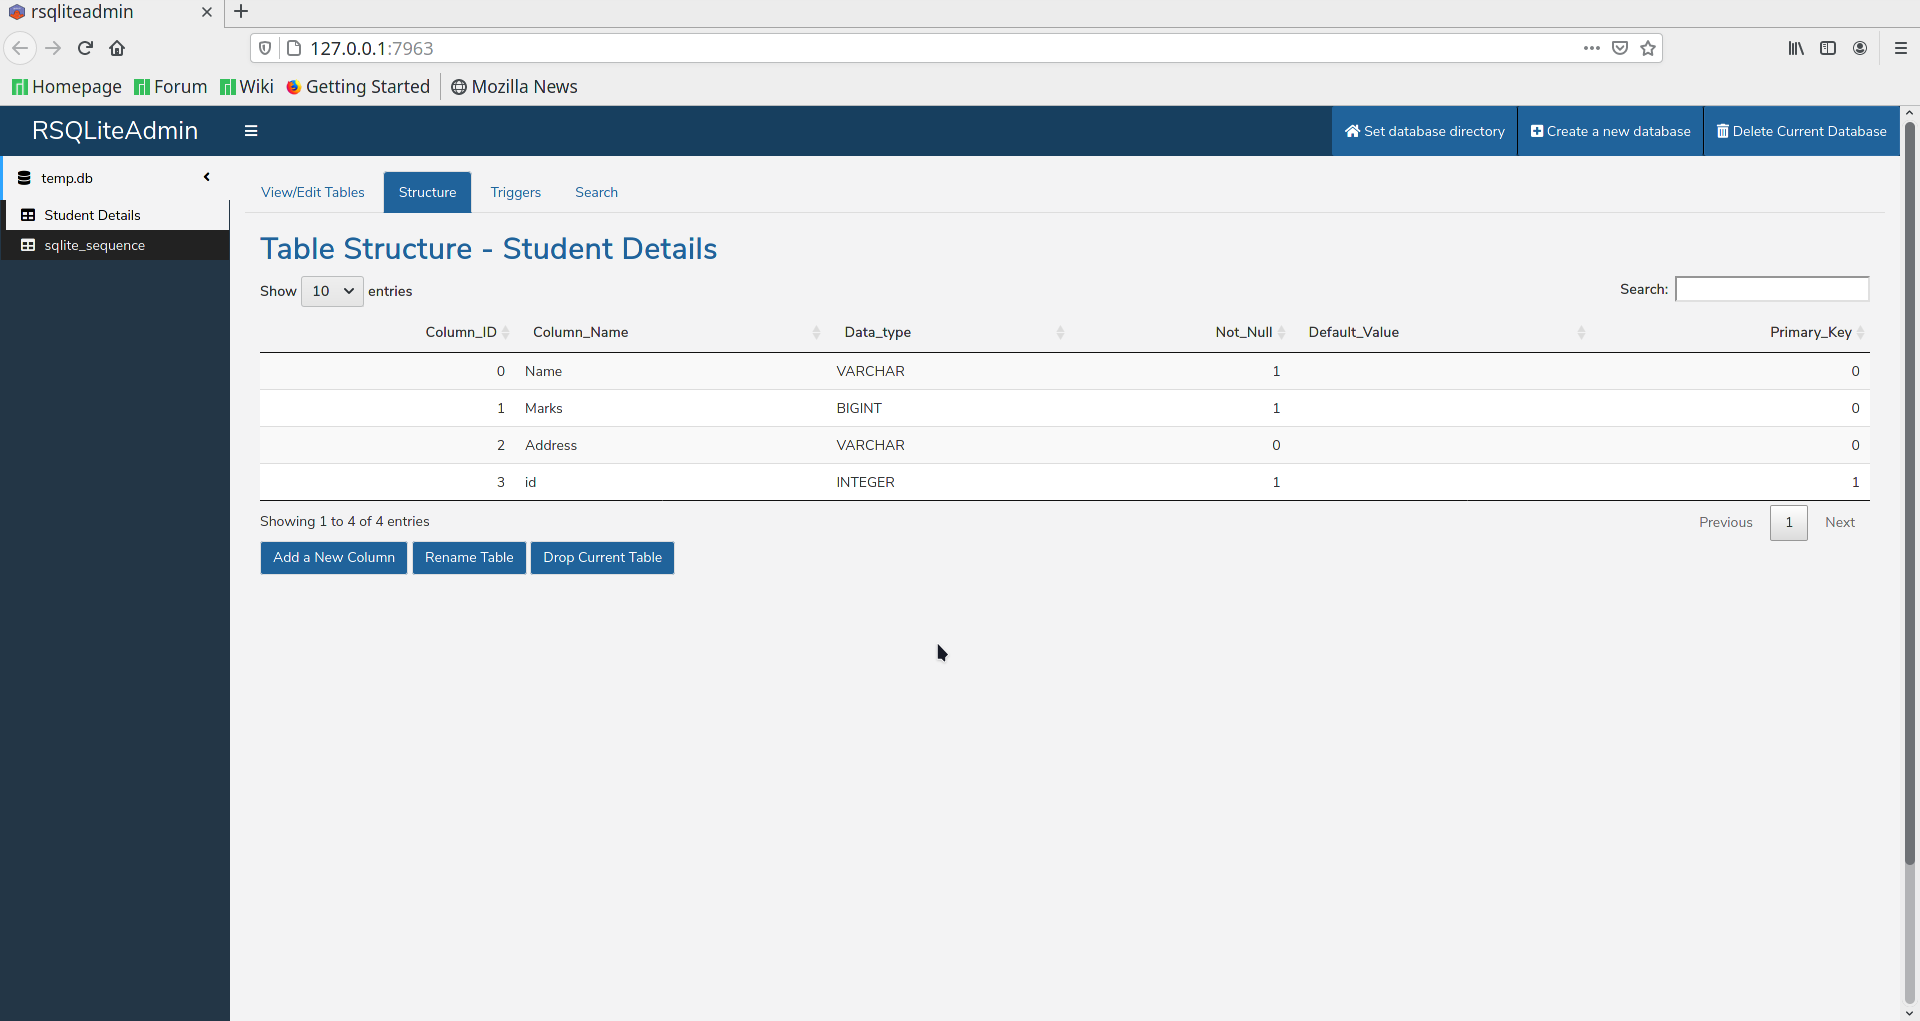 rsqliteadmin
127.0.0.1:7963
Homepage Forum Wiki Getting Started Mozilla News
RSQLiteAdmin Set database directory Create a new database Delete Current Database
temp.db
Student Details
sqlite_sequence
View/Edit Tables Structure Triggers Search
Table Structure - Student Details
Show 10 entries Search:
Column_ID Column_Name Data_type Not_Null Default_Value Primary_Key
0 Name VARCHAR 1 0
1 Marks BIGINT 1 0
2 Address VARCHAR 0 0
3 id INTEGER 1 1
Showing 1 to 4 of 4 entries Previous 1 Next
Add a New Column Rename Table Drop Current Table